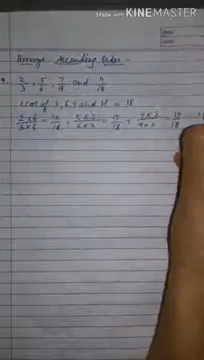 Made with
KINEMASTER
Arrange Ascending Order -
2/3, 5/6, 7/9 and 11/18
LCM of 3, 6, 9 and 18 = 18
2×6/3×6 = 12/18, 5×3/6×3 = 15/18, 7×2/9×2 = 14/18